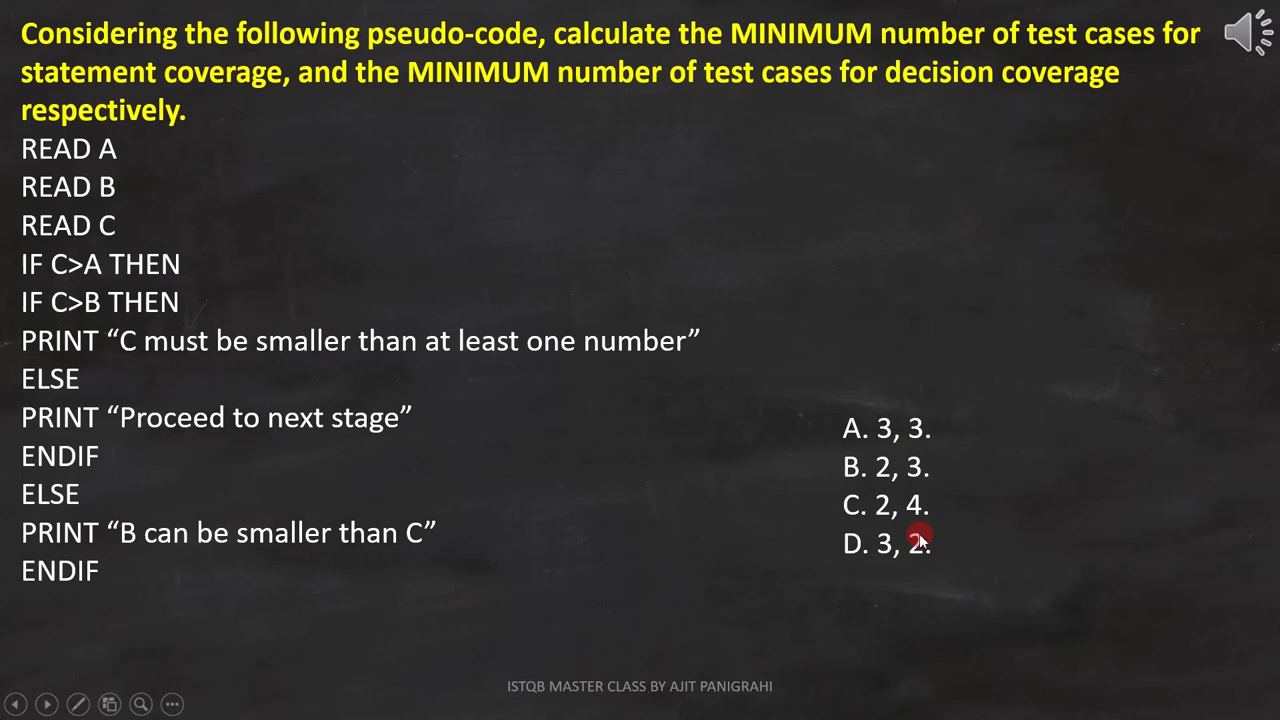 Considering the following pseudo-code, calculate the MINIMUM number of test cases for
statement coverage, and the MINIMUM number of test cases for decision coverage
respectively.
READ A
READ B
READ C
IF C>A THEN
IF C>B THEN
PRINT “C must be smaller than at least one number”
ELSE
PRINT “Proceed to next stage”
ENDIF
ELSE
PRINT “B can be smaller than C”
ENDIF
A. 3, 3.
B. 2, 3.
C. 2, 4.
D. 3, 2.
ISTQB MASTER CLASS BY AJIT PANIGRAHI